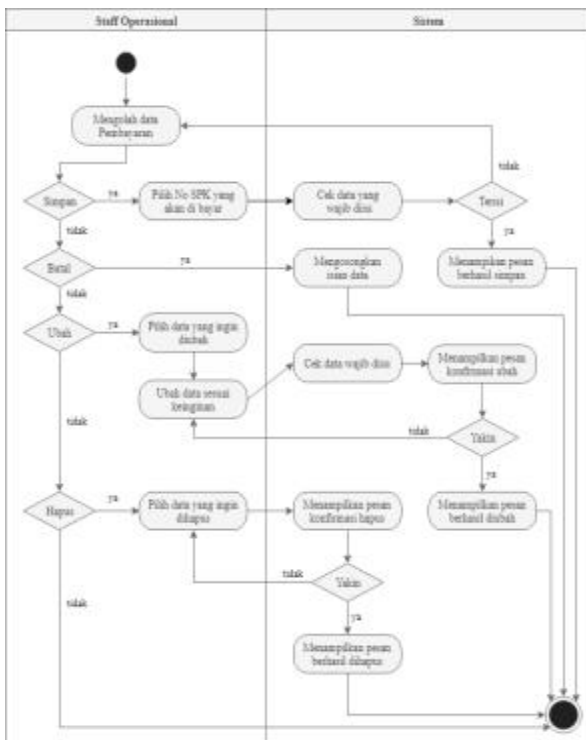 Staff Operasional
Sistem
Mengolah data
Pembayaran
tidak
Simpan
ya
Pilih No SPK yang
akan di bayar
Cek data yang
wajib diisi
Terisi
tidak
ya
Batal
ya
Mengosongkan
isian data
Menampilkan pesan
berhasil simpan
tidak
Ubah
ya
Pilih data yang ingin
diubah
Ubah data sesuai
keinginan
Cek data wajib diisi
Menampilkan pesan
konfirmasi ubah
tidak
tidak
Yakin
ya
Hapus
ya
Pilih data yang ingin
dihapus
Menampilkan pesan
konfirmasi hapus
Menampilkan pesan
berhasil diubah
tidak
Yakin
tidak
ya
Menampilkan pesan
berhasil dihapus